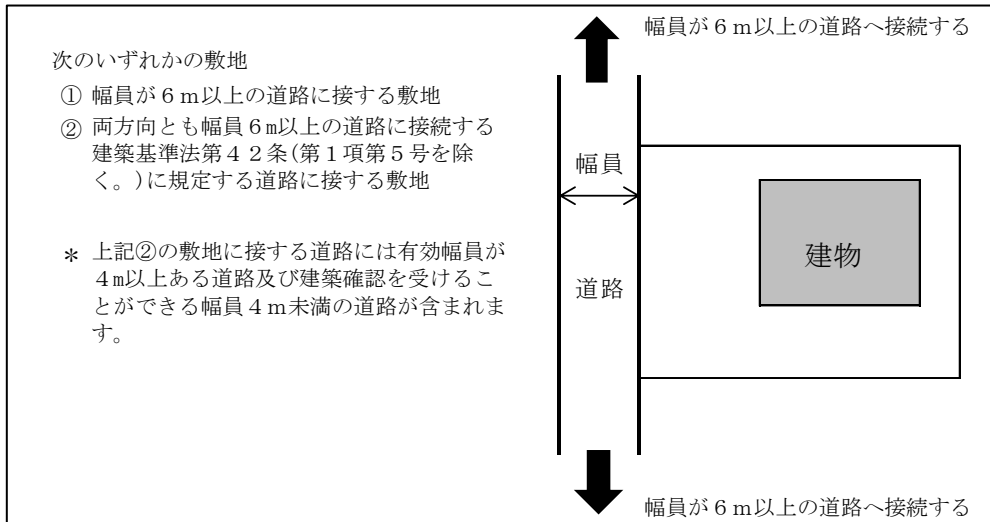 幅員が６ｍ以上の道路へ接続する
次のいずれかの敷地
① 幅員が６ｍ以上の道路に接する敷地
② 両方向とも幅員６m以上の道路に接続する
建築基準法第４２条(第１項第５号を除
く。)に規定する道路に接する敷地
＊ 上記②の敷地に接する道路には有効幅員が
４m以上ある道路及び建築確認を受けるこ
とができる幅員４ｍ未満の道路が含まれま
す。
幅員
道路
建物
幅員が６ｍ以上の道路へ接続する